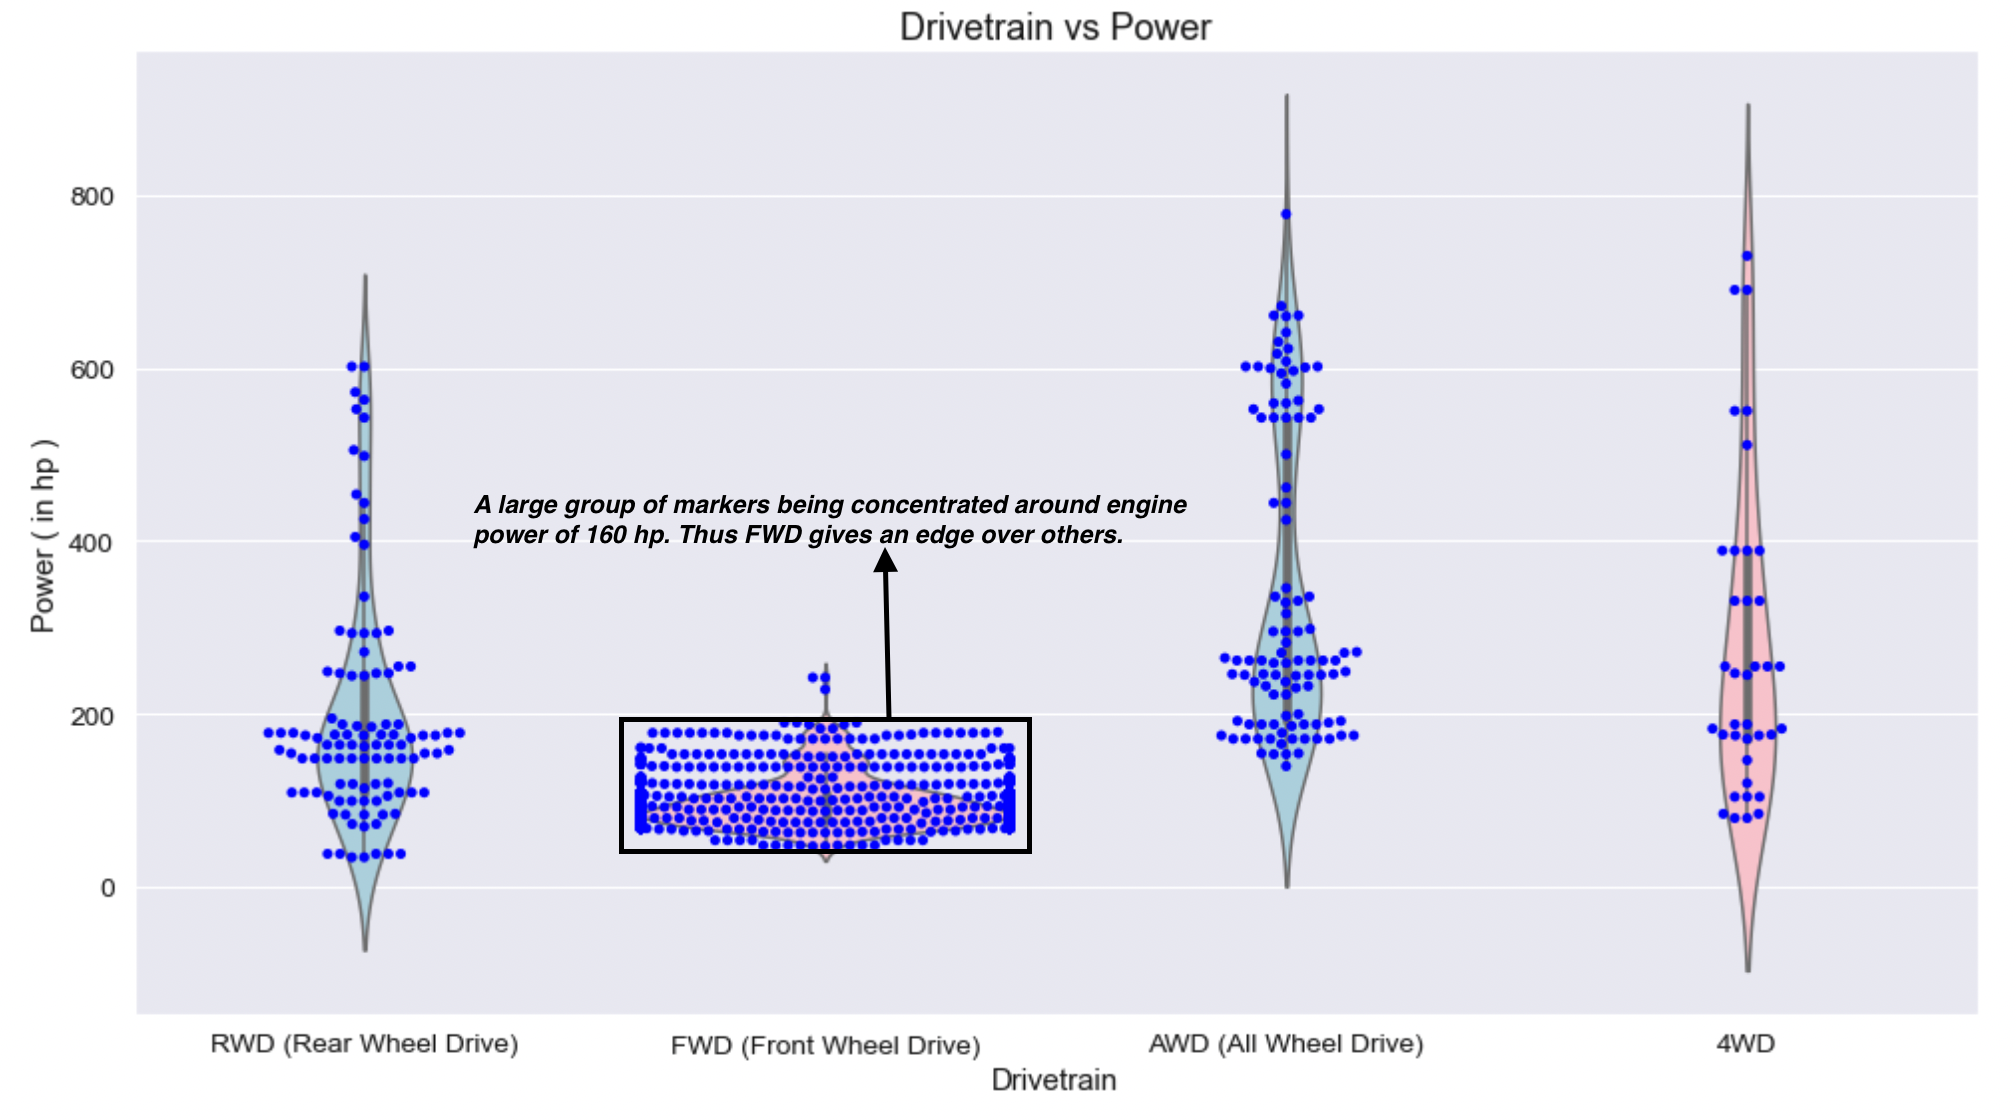 Drivetrain vs Power
800
600
400
200
0
Power ( in hp )
A large group of markers being concentrated around engine
power of 160 hp. Thus FWD gives an edge over others.
RWD (Rear Wheel Drive)
FWD (Front Wheel Drive)
AWD (All Wheel Drive)
4WD
Drivetrain